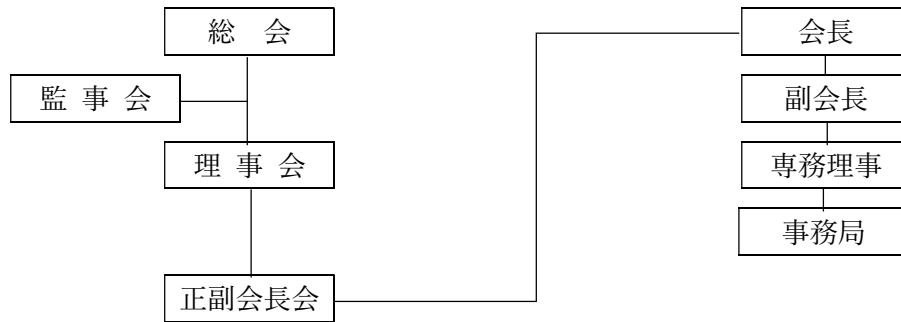 総　会
監 事 会
理 事 会
正副会長会
会長
副会長
専務理事
事務局